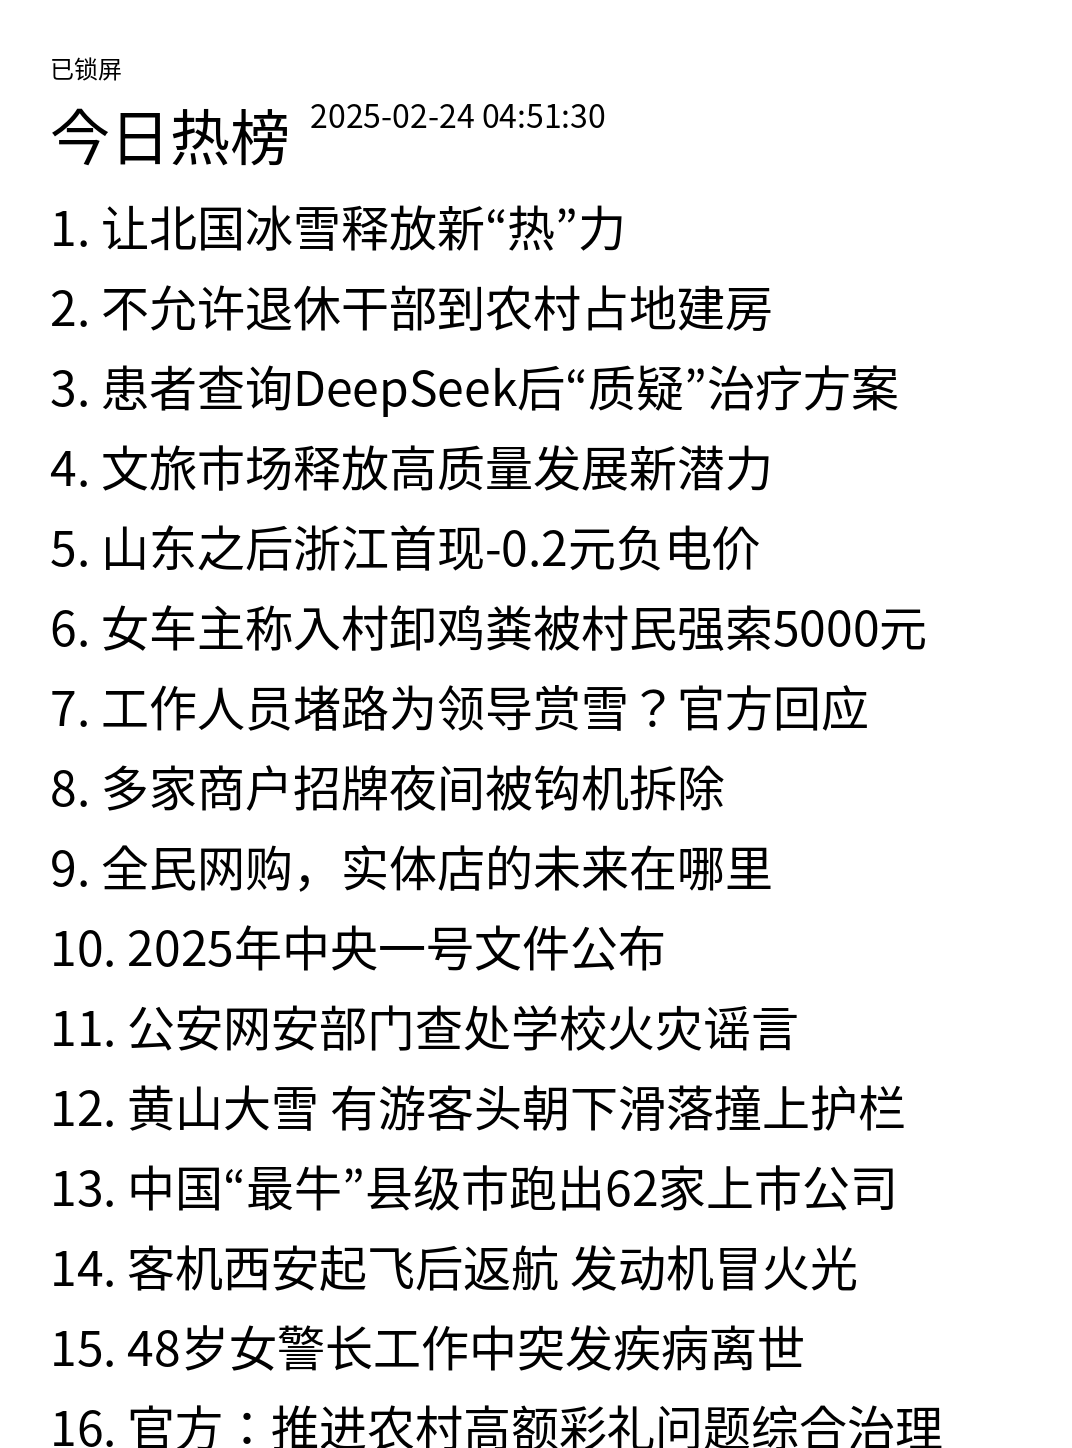 已锁屏
今日热榜 2025-02-24 04:51:30
1. 让北国冰雪释放新“热”力
2. 不允许退休干部到农村占地建房
3. 患者查询DeepSeek后“质疑”治疗方案
4. 文旅市场释放高质量发展新潜力
5. 山东之后浙江首现-0.2元负电价
6. 女车主称入村卸鸡粪被村民强索5000元
7. 工作人员堵路为领导赏雪？官方回应
8. 多家商户招牌夜间被钩机拆除
9. 全民网购，实体店的未来在哪里
10. 2025年中央一号文件公布
11. 公安网安部门查处学校火灾谣言
12. 黄山大雪 有游客头朝下滑落撞上护栏
13. 中国“最牛”县级市跑出62家上市公司
14. 客机西安起飞后返航 发动机冒火光
15. 48岁女警长工作中突发疾病离世
16. 官方：推进农村高额彩礼问题综合治理